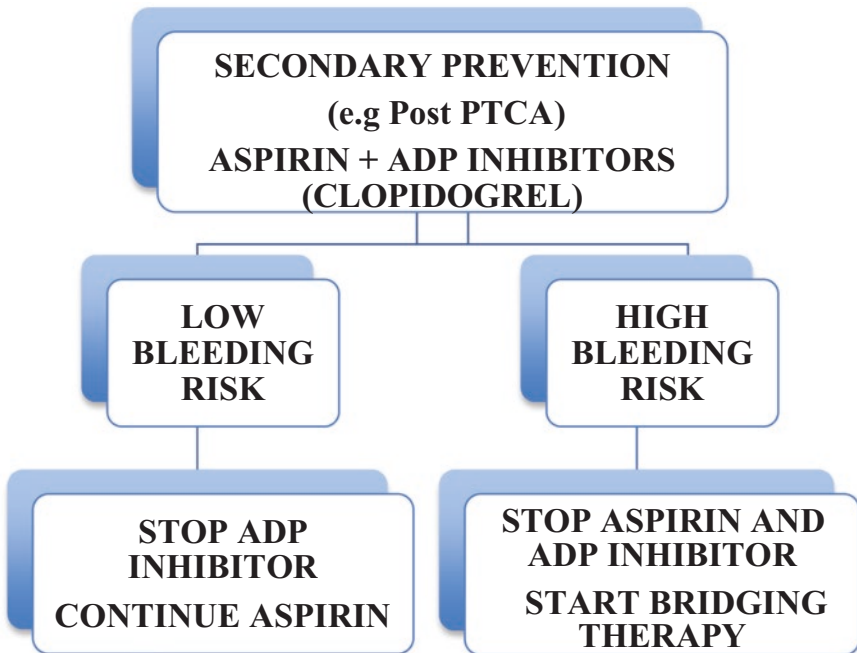 SECONDARY PREVENTION
(e.g Post PTCA)
ASPIRIN + ADP INHIBITORS
(CLOPIDOGREL)
LOW
BLEEDING
RISK
HIGH
BLEEDING
RISK
STOP ADP
INHIBITOR
CONTINUE ASPIRIN
STOP ASPIRIN AND
ADP INHIBITOR
START BRIDGING
THERAPY